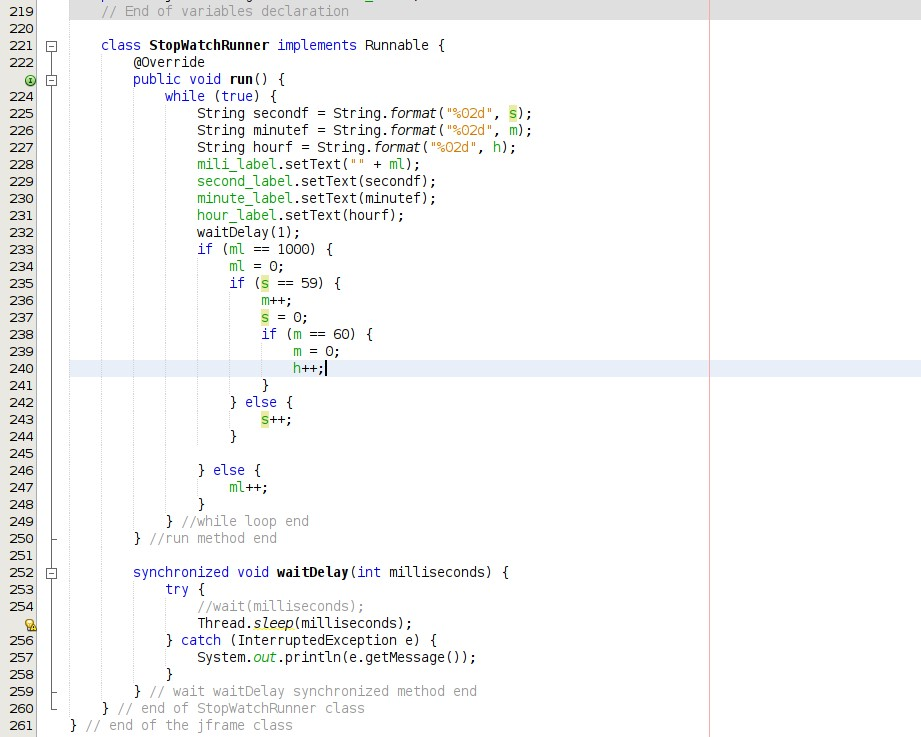 219 // End of variables declaration
220
221 class StopWatchRunner implements Runnable {
222 @Override
public void run() {
224 while (true) {
225 String secondf = String.format("%02d", s);
226 String minutef = String.format("%02d", m);
227 String hourf = String.format("%02d", h);
228 mili_label.setText("" + ml);
229 second_label.setText(secondf);
230 minute_label.setText(minutef);
231 hour_label.setText(hourf);
232 waitDelay(1);
233 if (ml == 1000) {
234 ml = 0;
235 if (s == 59) {
236 m++;
237 s = 0;
238 if (m == 60) {
239 m = 0;
240 h++;
241 }
242 } else {
243 s++;
244 }
245
246 } else {
247 ml++;
248 }
249 } //while loop end
250 } //run method end
251
252 synchronized void waitDelay(int milliseconds) {
253 try {
254 //wait(milliseconds);
Thread.sleep(milliseconds);
256 } catch (InterruptedException e) {
257 System.out.println(e.getMessage());
258 }
259 } // wait waitDelay synchronized method end
260 } // end of StopWatchRunner class
261 } // end of the jframe class